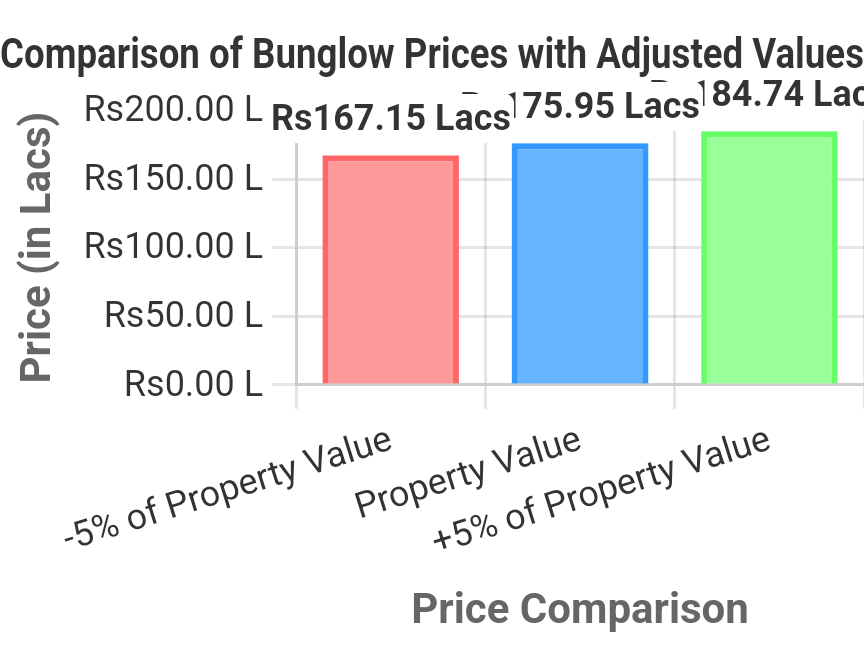 Comparison of Bunglow Prices with Adjusted Values
Rs200.00 L
Rs167.15 Lacs
175.95 Lacs
184.74 Lac
Rs150.00 L
Rs100.00 L
Rs50.00 L
Rs0.00 L
Price (in Lacs)
-5% of Property Value
Property Value
+5% of Property Value
Price Comparison